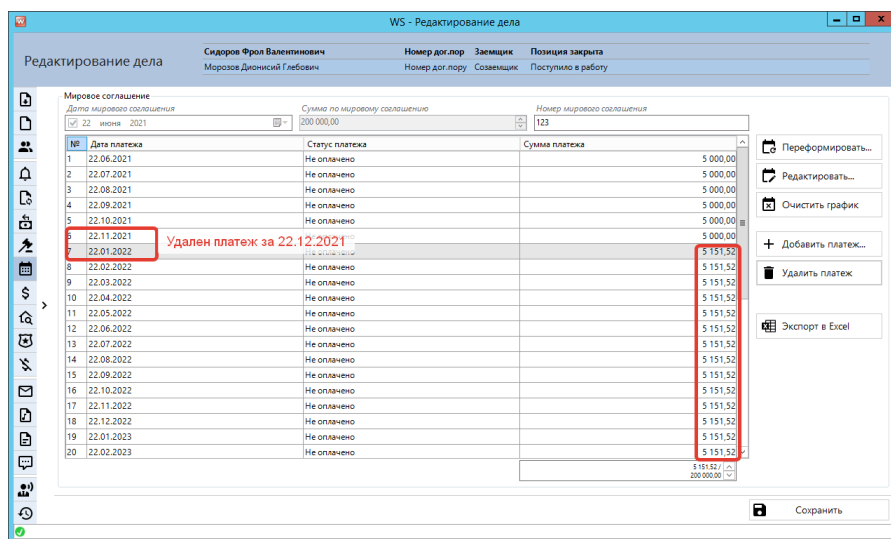 WS - Редактирование дела
Редактирование дела
Сидоров Фрол Валентинович Номер дог.пор Заемщик Позиция закрыта
Морозов Дионисий Глебович Номер дог.пору Созаемщик Поступило в работу
Мировое соглашение
Дата мирового соглашения Сумма по мировому соглашению Номер мирового соглашения
22 июня 2021 200 000,00 123
№ Дата платежа Статус платежа Сумма платежа
1 22.06.2021 Не оплачено 5 000,00
2 22.07.2021 Не оплачено 5 000,00
3 22.08.2021 Не оплачено 5 000,00
4 22.09.2021 Не оплачено 5 000,00
5 22.10.2021 Не оплачено 5 000,00
6 22.11.2021 5 000,00
Удален платеж за 22.12.2021
7 22.01.2022 5 151,52
8 22.02.2022 Не оплачено 5 151,52
9 22.03.2022 Не оплачено 5 151,52
10 22.04.2022 Не оплачено 5 151,52
11 22.05.2022 Не оплачено 5 151,52
12 22.06.2022 Не оплачено 5 151,52
13 22.07.2022 Не оплачено 5 151,52
14 22.08.2022 Не оплачено 5 151,52
15 22.09.2022 Не оплачено 5 151,52
16 22.10.2022 Не оплачено 5 151,52
17 22.11.2022 Не оплачено 5 151,52
18 22.12.2022 Не оплачено 5 151,52
19 22.01.2023 Не оплачено 5 151,52
20 22.02.2023 Не оплачено 5 151,52
5 151.52 /
200 000.00
Переформировать...
Редактировать...
Очистить график
Добавить платеж...
Удалить платеж
Экспорт в Excel
Сохранить